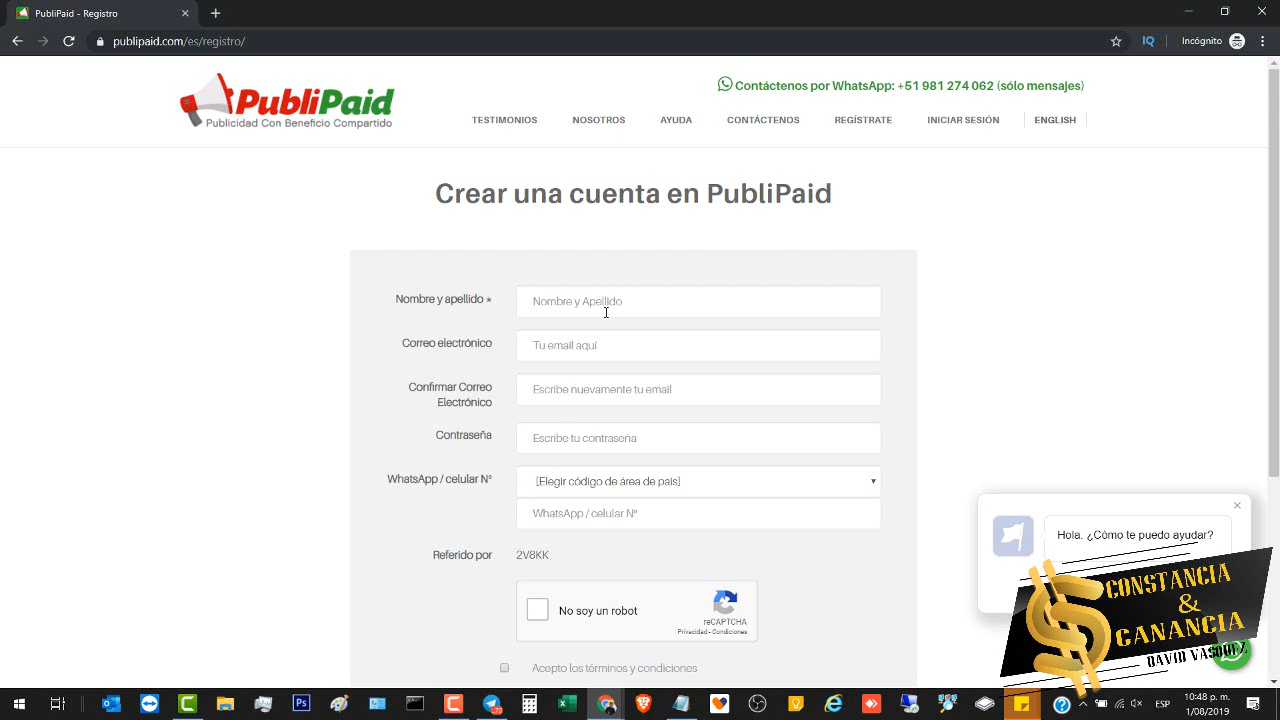 PubliPaid - Registro
publipaid.com/es/registro/
IQ
Incógnito
PubliPaid
Publicidad Con Beneficio Compartido
Contáctenos por WhatsApp: +51 981 274 062 (sólo mensajes)
TESTIMONIOS NOSOTROS AYUDA CONTÁCTENOS REGÍSTRATE INICIAR SESIÓN ENGLISH
Crear una cuenta en PubliPaid
Nombre y apellido *
Nombre y Apellido
Correo electrónico
Tu email aquí
Confirmar Correo
Electrónico
Escribe nuevamente tu email
Contraseña
Escribe tu contraseña
WhatsApp / celular N°
[Elegir código de área de país]
WhatsApp / celular N°
Referido por
2V8KK
No soy un robot
reCAPTCHA
Privacidad - Condiciones
Acepto los términos y condiciones
Hola. ¿Cómo te puedo ayudar?
CONSTANCIA
&
GANANCIA
DAVID VASQUEZ
ESP
10:48 p. m.
1/08/2019